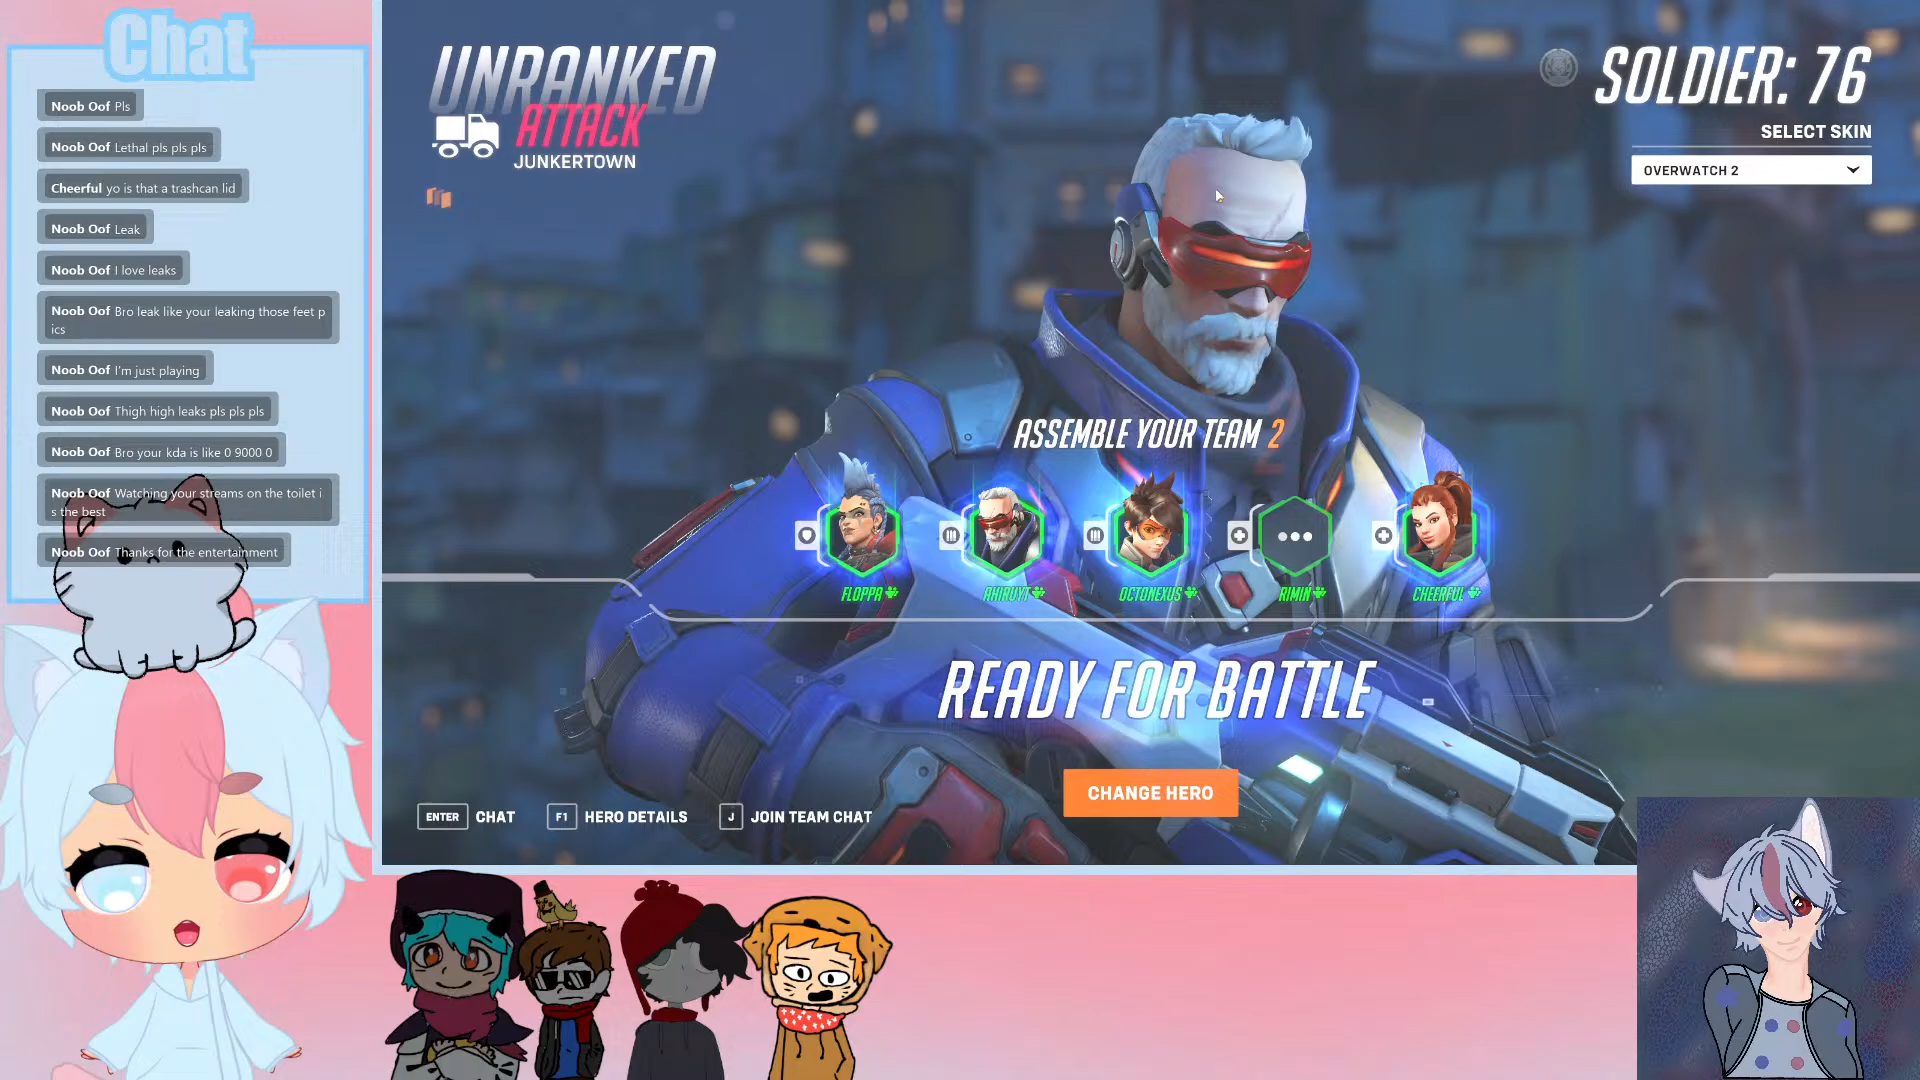 Chat
Noob Oof Pls
Noob Oof Lethal pls pls pls
Cheerful yo is that a trashcan lid
Noob Oof Leak
Noob Oof I love leaks
Noob Oof Bro leak like your leaking those feet p
ics
Noob Oof I'm just playing
Noob Oof Thigh high leaks pls pls pls
Noob Oof Bro your kda is like 0 9000 0
Noob Oof Watching your streams on the toilet i
s the best
Noob Oof Thanks for the entertainment
UNRANKED
ATTACK
JUNKERTOWN
SOLDIER: 76
SELECT SKIN
OVERWATCH 2
ASSEMBLE YOUR TEAM 2
FLOPPA
AHIRUYT
OCTONEXUS
RIMIN
CHEERFUL
READY FOR BATTLE
CHANGE HERO
ENTER CHAT
F1 HERO DETAILS
J JOIN TEAM CHAT